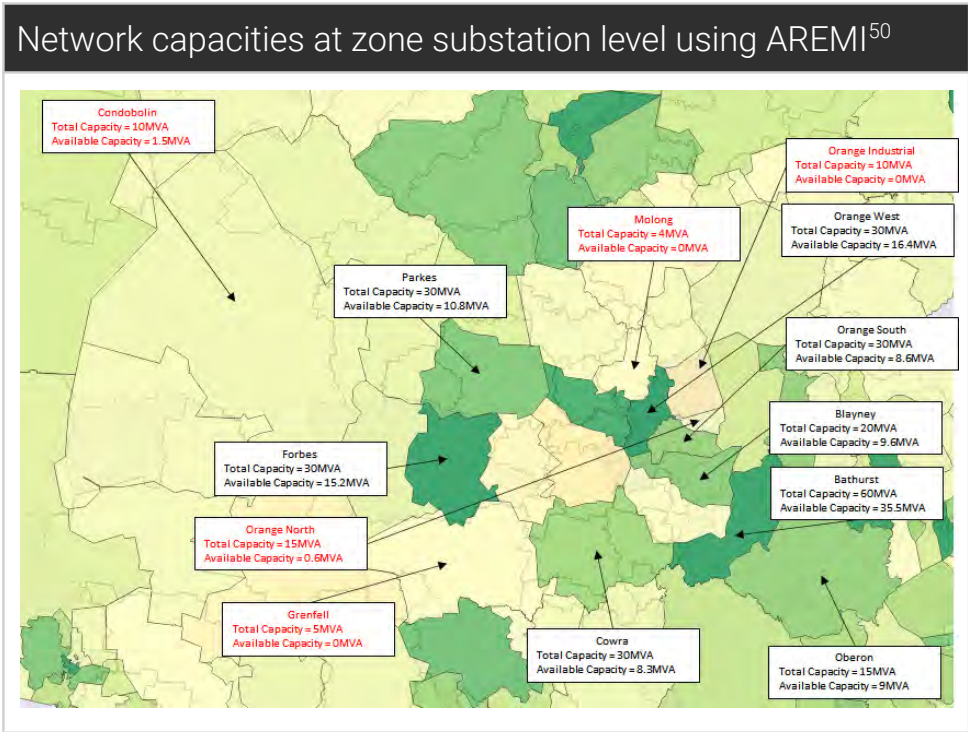 Network capacities at zone substation level using AREMI50
Condobolin
Total Capacity = 10MVA
Available Capacity = 1.5MVA
Orange Industrial
Total Capacity = 10MVA
Available Capacity = 0MVA
Molong
Total Capacity = 4MVA
Available Capacity = 0MVA
Orange West
Total Capacity = 30MVA
Available Capacity = 16.4MVA
Parkes
Total Capacity = 30MVA
Available Capacity = 10.8MVA
Orange South
Total Capacity = 30MVA
Available Capacity = 8.6MVA
Blayney
Total Capacity = 20MVA
Available Capacity = 9.6MVA
Forbes
Total Capacity = 30MVA
Available Capacity = 15.2MVA
Bathurst
Total Capacity = 60MVA
Available Capacity = 35.5MVA
Orange North
Total Capacity = 15MVA
Available Capacity = 0.6MVA
Grenfell
Total Capacity = 5MVA
Available Capacity = 0MVA
Cowra
Total Capacity = 30MVA
Available Capacity = 8.3MVA
Oberon
Total Capacity = 15MVA
Available Capacity = 9MVA